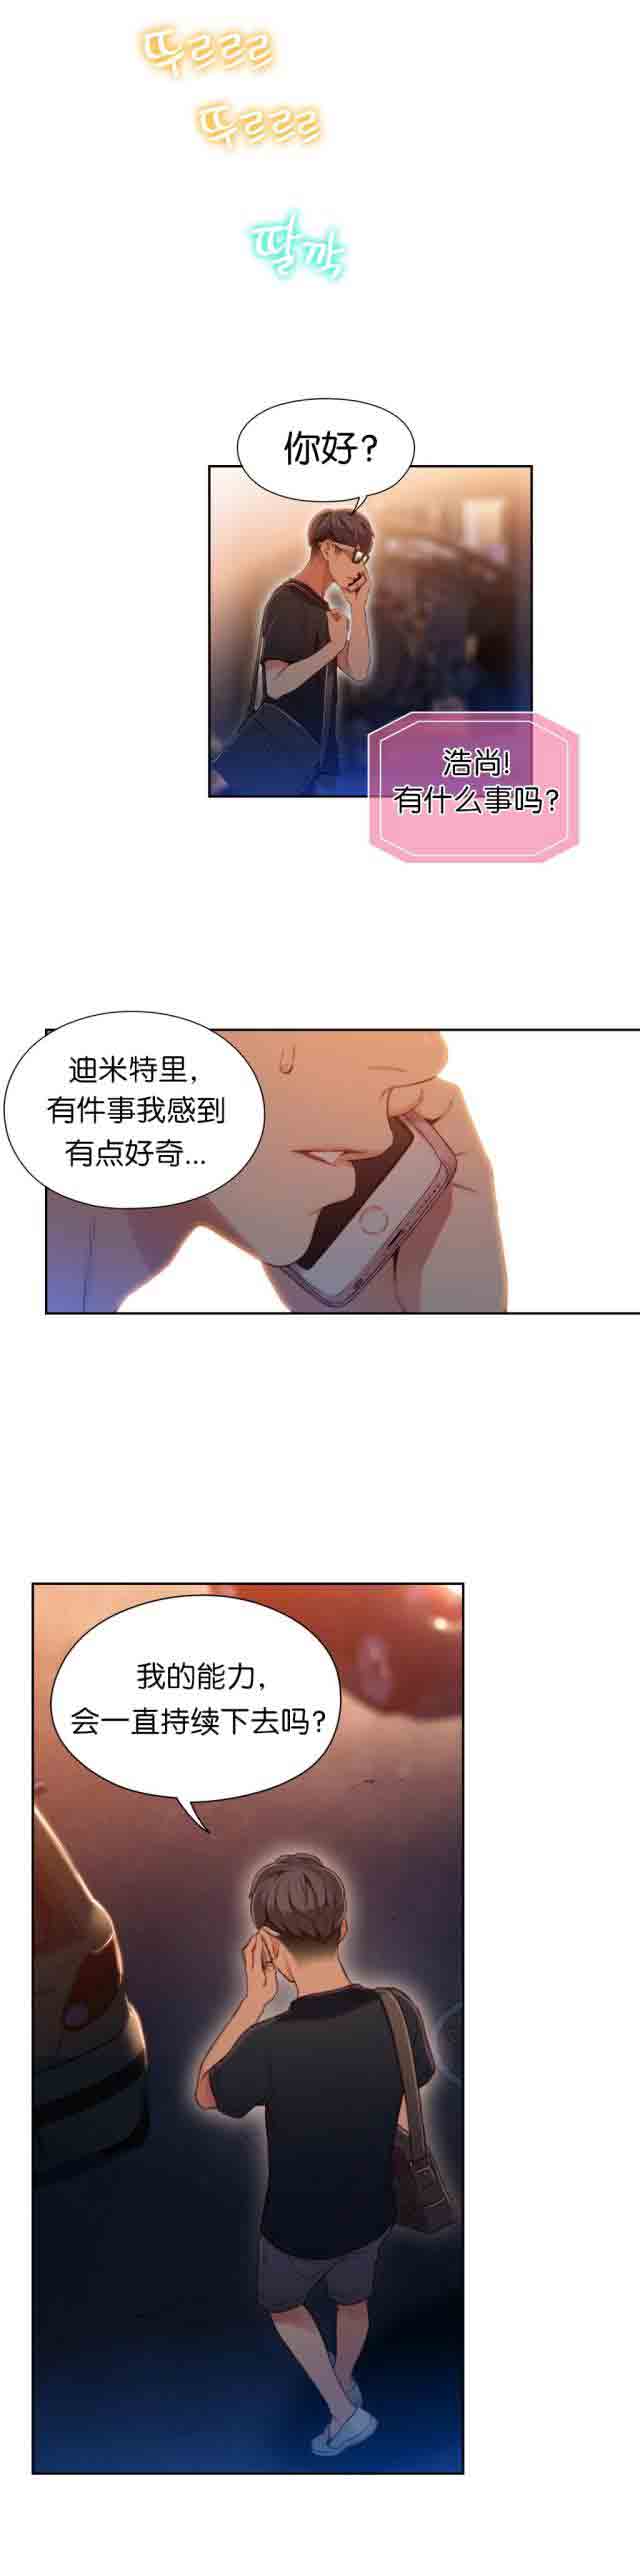 뚜르르르
뚜르르르
딸깍
你好?
浩尚!
有什么事吗?
迪米特里,
有件事我感到
有点好奇...
我的能力,
会一直持续下去吗?